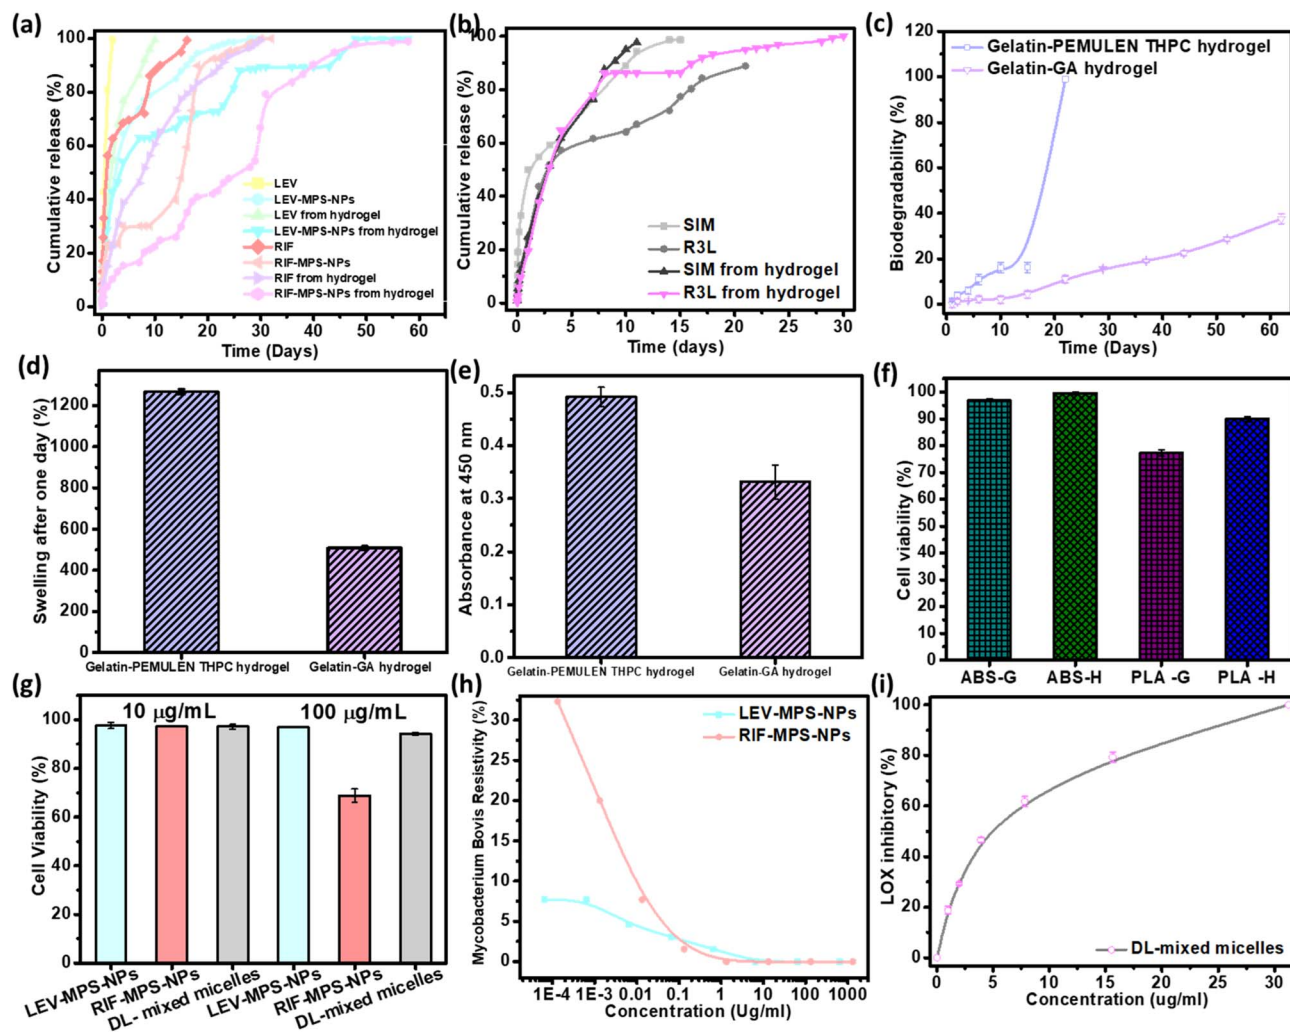 (a)
Cumulative release (%)
100
90
80
70
60
50
40
30
20
10
0
LEV
LEV-MPS-NPs
LEV from hydrogel
LEV-MPS-NPs from hydrogel
RIF
RIF-MPS-NPs
RIF from hydrogel
RIF-MPS-NPs from hydrogel
0 10 20 30 40 50 60
Time (Days)
(b)
Cumulative release (%)
100
80
60
40
20
0
SIM
R3L
SIM from hydrogel
R3L from hydrogel
0 5 10 15 20 25 30
Time (days)
(c)
Biodegradability (%)
120
100
80
60
40
20
0
Gelatin-PEMULEN THPC hydrogel
Gelatin-GA hydrogel
0 10 20 30 40 50 60
Time (Days)
(d)
Swelling after one day (%)
1200
1000
800
600
400
200
0
Gelatin-PEMULEN THPC hydrogel Gelatin-GA hydrogel
(e)
Absorbance at 450 nm
0.5
0.4
0.3
0.2
0.1
0.0
Gelatin-PEMULEN THPC hydrogel Gelatin-GA hydrogel
(f)
Cell viability (%)
100
90
80
70
60
50
40
30
20
10
0
ABS-G ABS-H PLA -G PLA -H
(g)
Cell Viability (%)
100
80
60
40
20
0
10 µg/mL 100 µg/mL
LEV-MPS-NPs
RIF-MPS-NPs
DL- mixed micelles
LEV-MPS-NPs
RIF-MPS-NPs
DL-mixed micelles
(h)
Mycobacterium Bovis Resistivity (%)
30
25
20
15
10
5
0
LEV-MPS-NPs
RIF-MPS-NPs
1E-4 1E-3 0.01 0.1 1 10 100 1000
Concentration (Ug/ml)
(i)
LOX inhibitory (%)
100
80
60
40
20
0
DL-mixed micelles
0 5 10 15 20 25 30
Concentration (ug/ml)